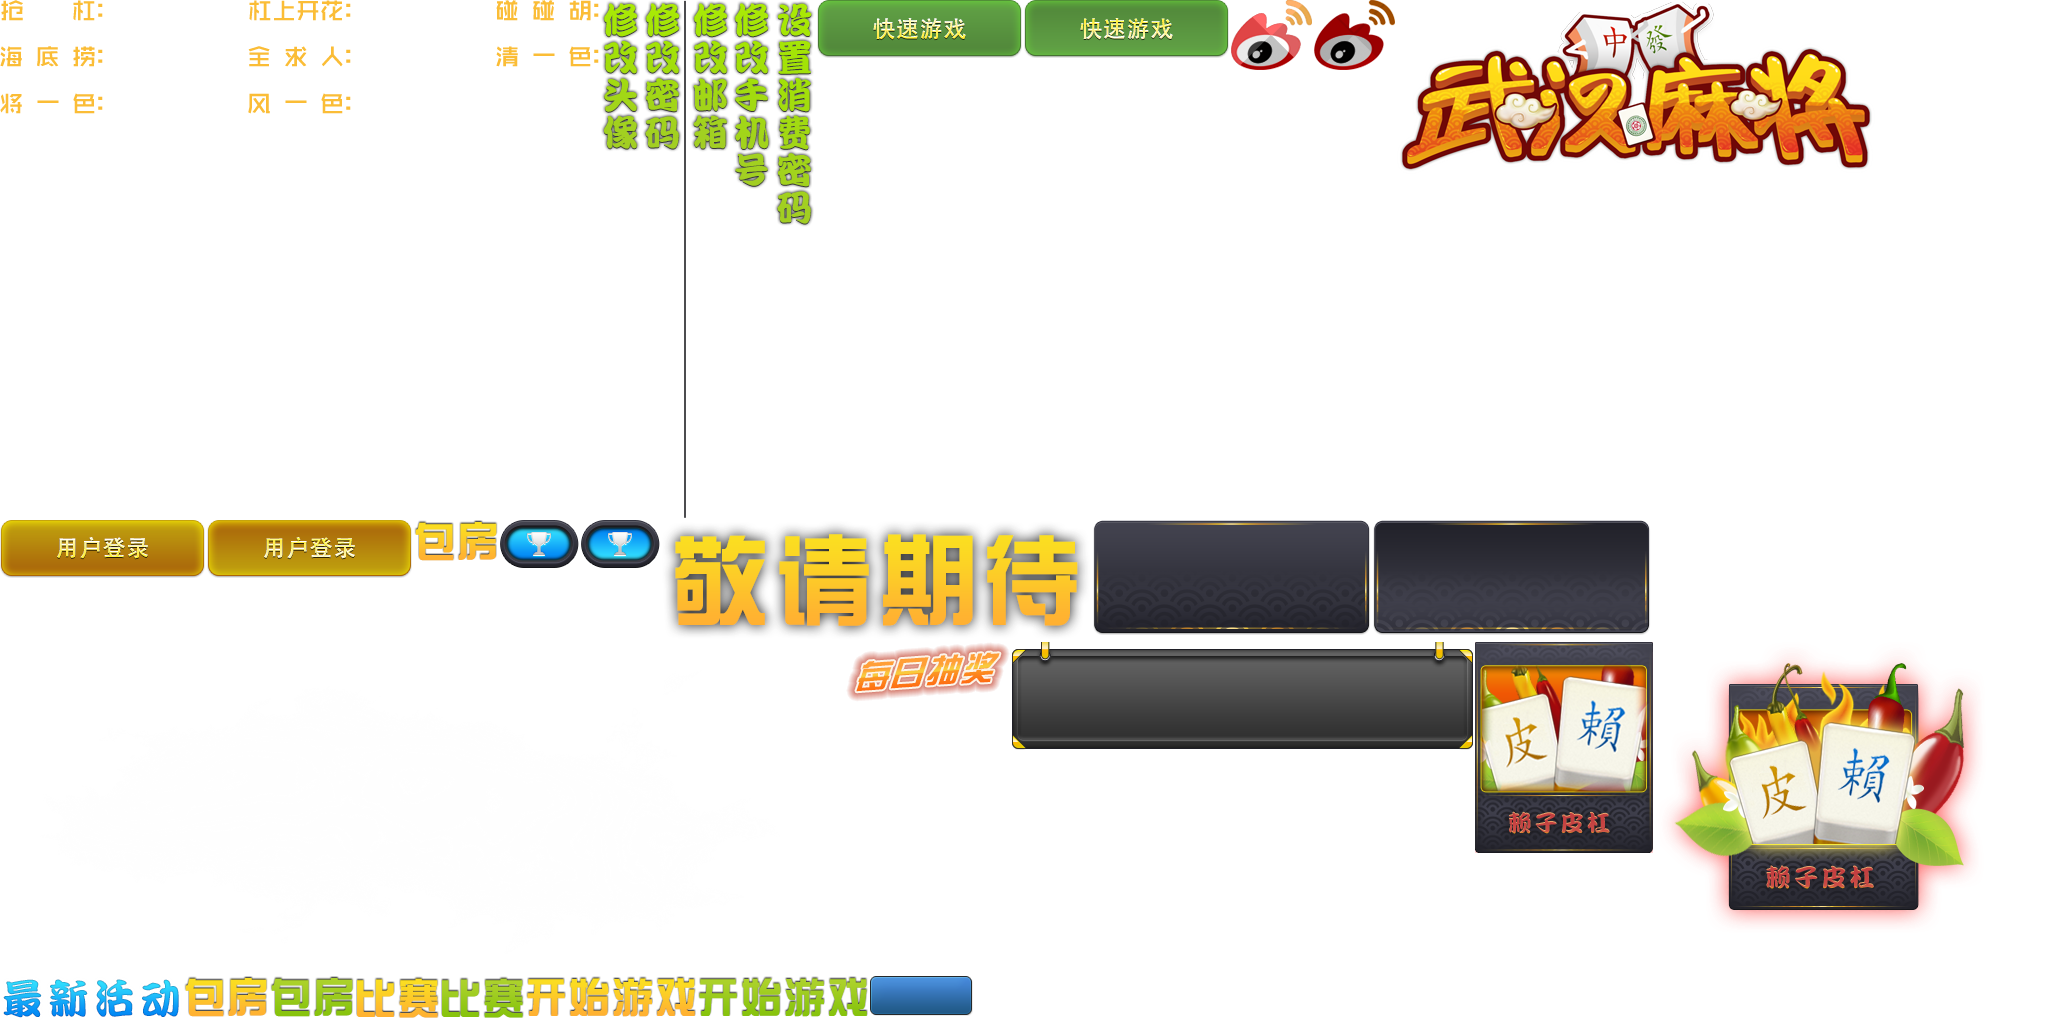 抢 杠:
杠上开花:
碰 碰 胡:
海 底 捞:
全 求 人:
清 一 色:
将 一 色:
风 一 色:
修改头像
修改密码
修改邮箱
修改手机号
设置消费密码
快速游戏
快速游戏
中
發
武汉麻将
用户登录
用户登录
包房
敬请期待
每日抽奖
皮
賴
赖子皮杠
皮
賴
赖子皮杠
最新活动
包房
包房
比赛
比赛
开始游戏
开始游戏